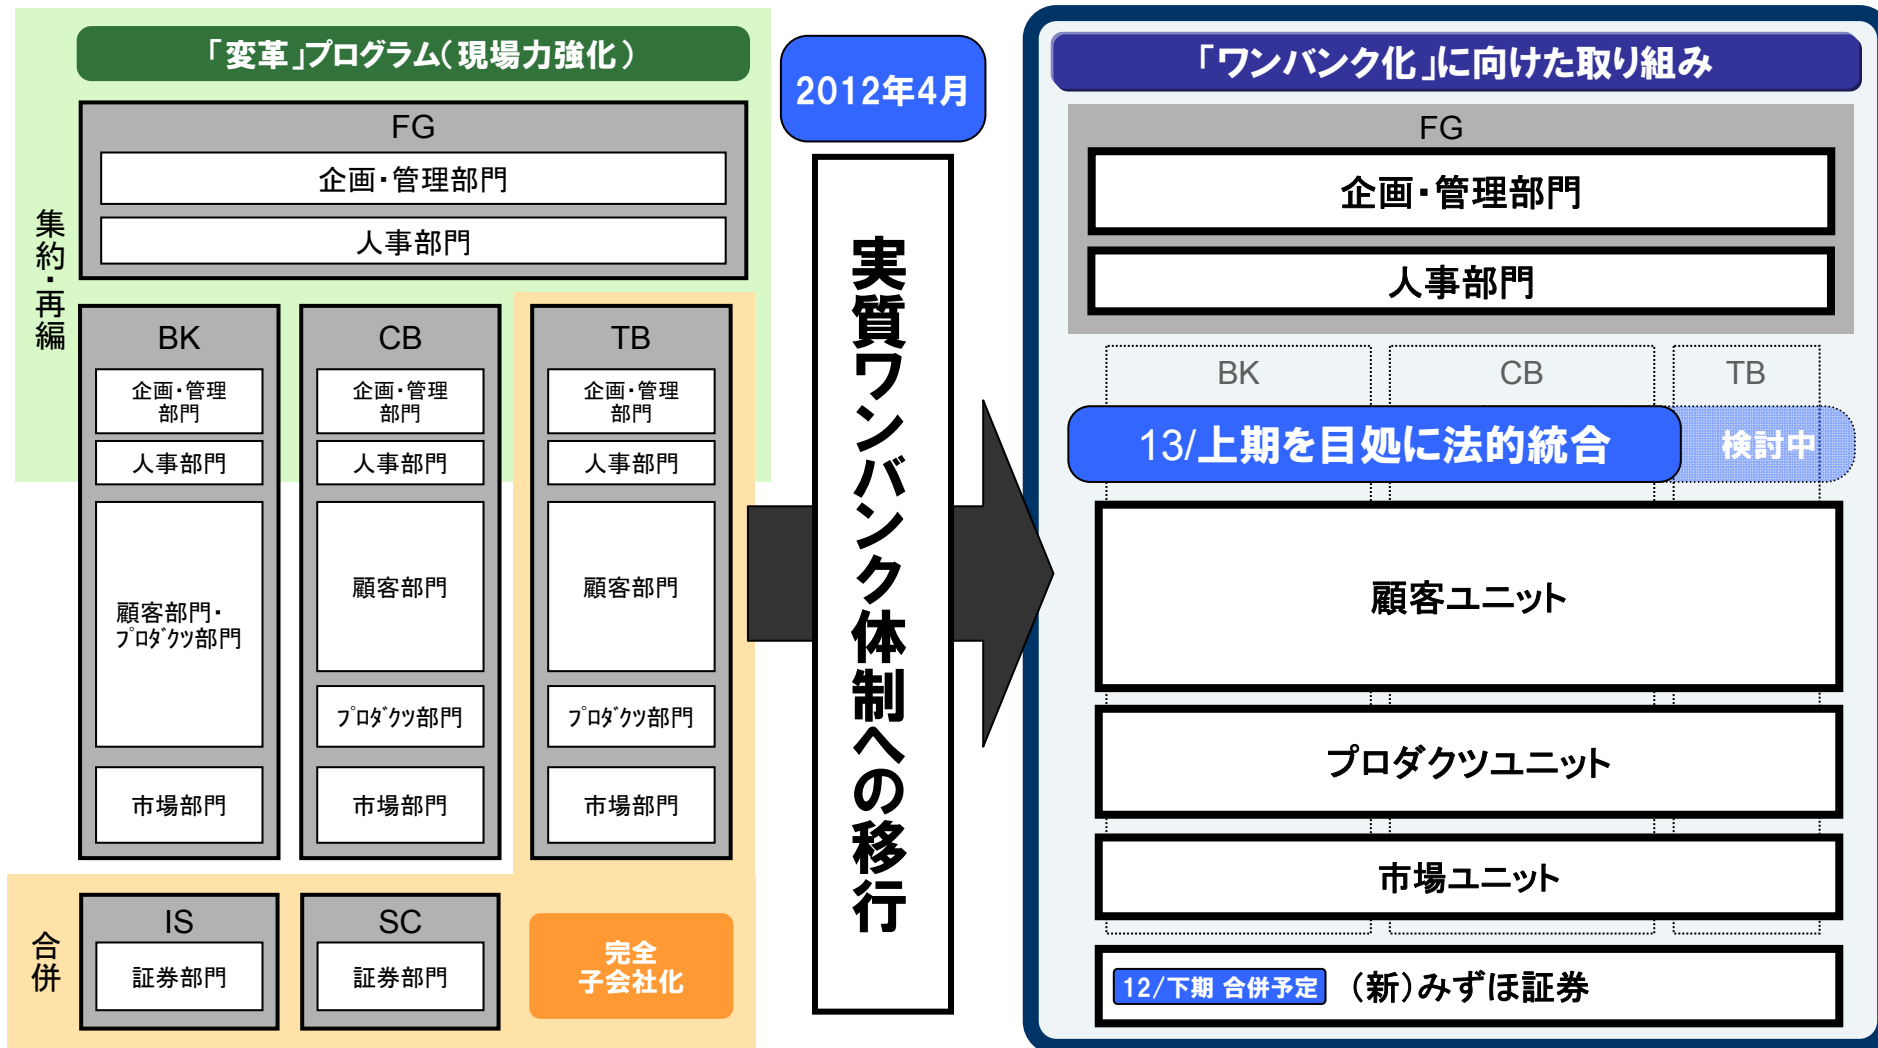 「変革」プログラム(現場力強化)
FG
企画・管理部門
人事部門
集約・再編
BK
企画・管理
部門
人事部門
顧客部門・
ﾌﾟﾛﾀﾞｸﾂ部門
市場部門
CB
企画・管理
部門
人事部門
顧客部門
ﾌﾟﾛﾀﾞｸﾂ部門
市場部門
TB
企画・管理
部門
人事部門
顧客部門
ﾌﾟﾛﾀﾞｸﾂ部門
市場部門
合併
IS
証券部門
SC
証券部門
完全
子会社化
2012年4月
実質ワンバンク体制への移行
「ワンバンク化」に向けた取り組み
FG
企画・管理部門
人事部門
BK
CB
TB
13/上期を目処に法的統合
検討中
顧客ユニット
プロダクツユニット
市場ユニット
12/下期 合併予定
(新)みずほ証券